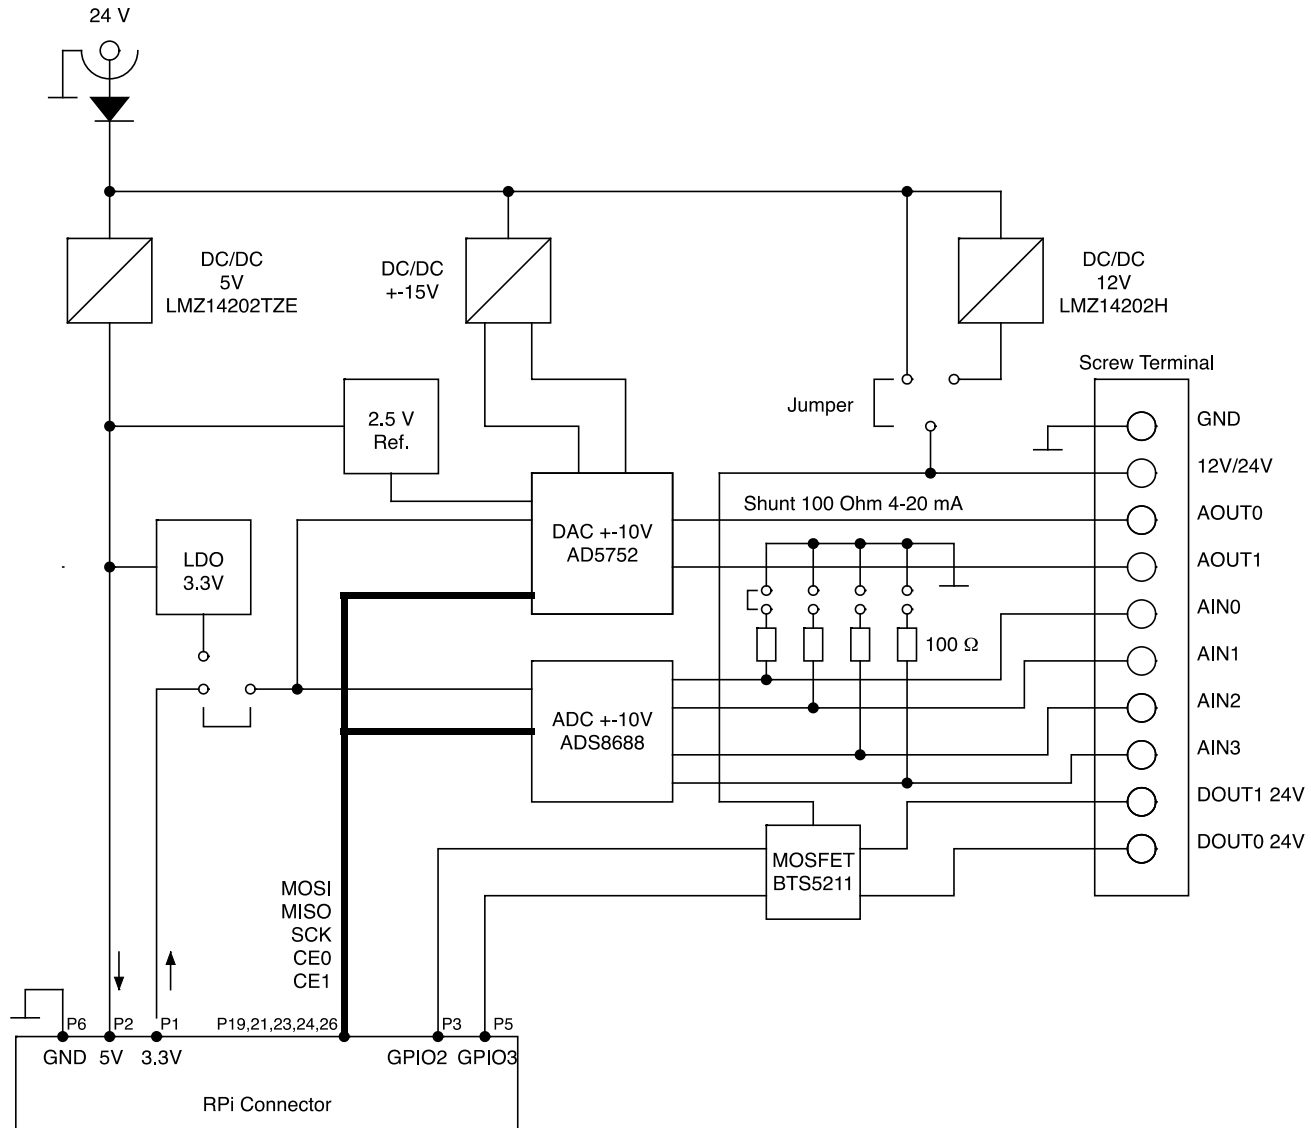 24 V
DC/DC
5V
LMZ14202TZE
DC/DC
+-15V
DC/DC
12V
LMZ14202H
Screw Terminal
Jumper
2.5 V
Ref.
GND
12V/24V
Shunt 100 Ohm 4-20 mA
AOUT0
DAC +-10V
AD5752
AOUT1
LDO
3.3V
AIN0
100 Ω
AIN1
ADC +-10V
ADS8688
AIN2
AIN3
DOUT1 24V
DOUT0 24V
MOSFET
BTS5211
MOSI
MISO
SCK
CE0
CE1
P6 P2 P1 P19,21,23,24,26 P3 P5
GND 5V 3.3V GPIO2 GPIO3
RPi Connector